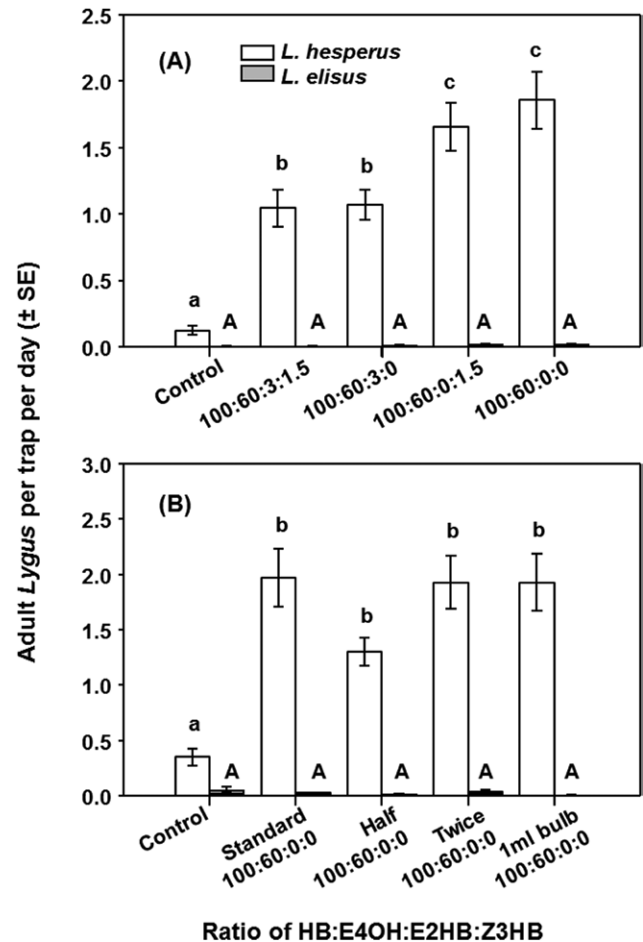 2.5
(A)
L. hesperus
L. elisus
c
c
2.0
1.5
b
b
1.0
0.5
a
A
A
A
A
A
0.0
Control
100:60:3:1.5
100:60:3:0
100:60:0:1.5
100:60:0:0
Adult Lygus per trap per day (± SE)
3.0
(B)
2.5
b
b
b
2.0
b
1.5
1.0
a
0.5
A
A
A
A
A
0.0
Control
Standard
100:60:0:0
Half
100:60:0:0
Twice
100:60:0:0
1ml bulb
100:60:0:0
Ratio of HB:E4OH:E2HB:Z3HB